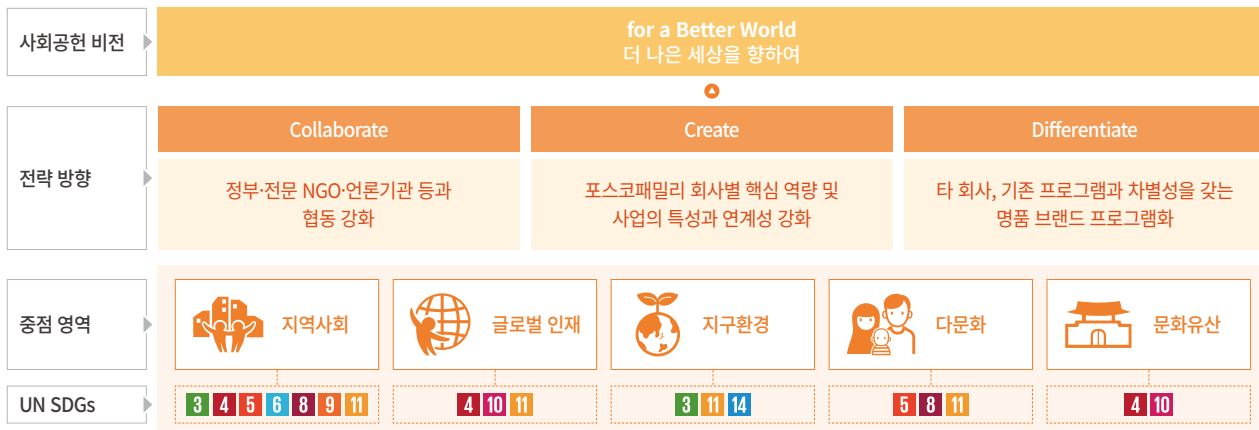 사회공헌 비전
for a Better World
더 나은 세상을 향하여
전략 방향
Collaborate
정부·전문 NGO·언론기관 등과
협동 강화
Create
포스코패밀리 회사별 핵심 역량 및
사업의 특성과 연계성 강화
Differentiate
타 회사, 기존 프로그램과 차별성을 갖는
명품 브랜드 프로그램화
중점 영역
지역사회
글로벌 인재
지구환경
다문화
문화유산
UN SDGs
3 4 5 6 8 9 11
4 10 11
3 11 14
5 8 11
4 10